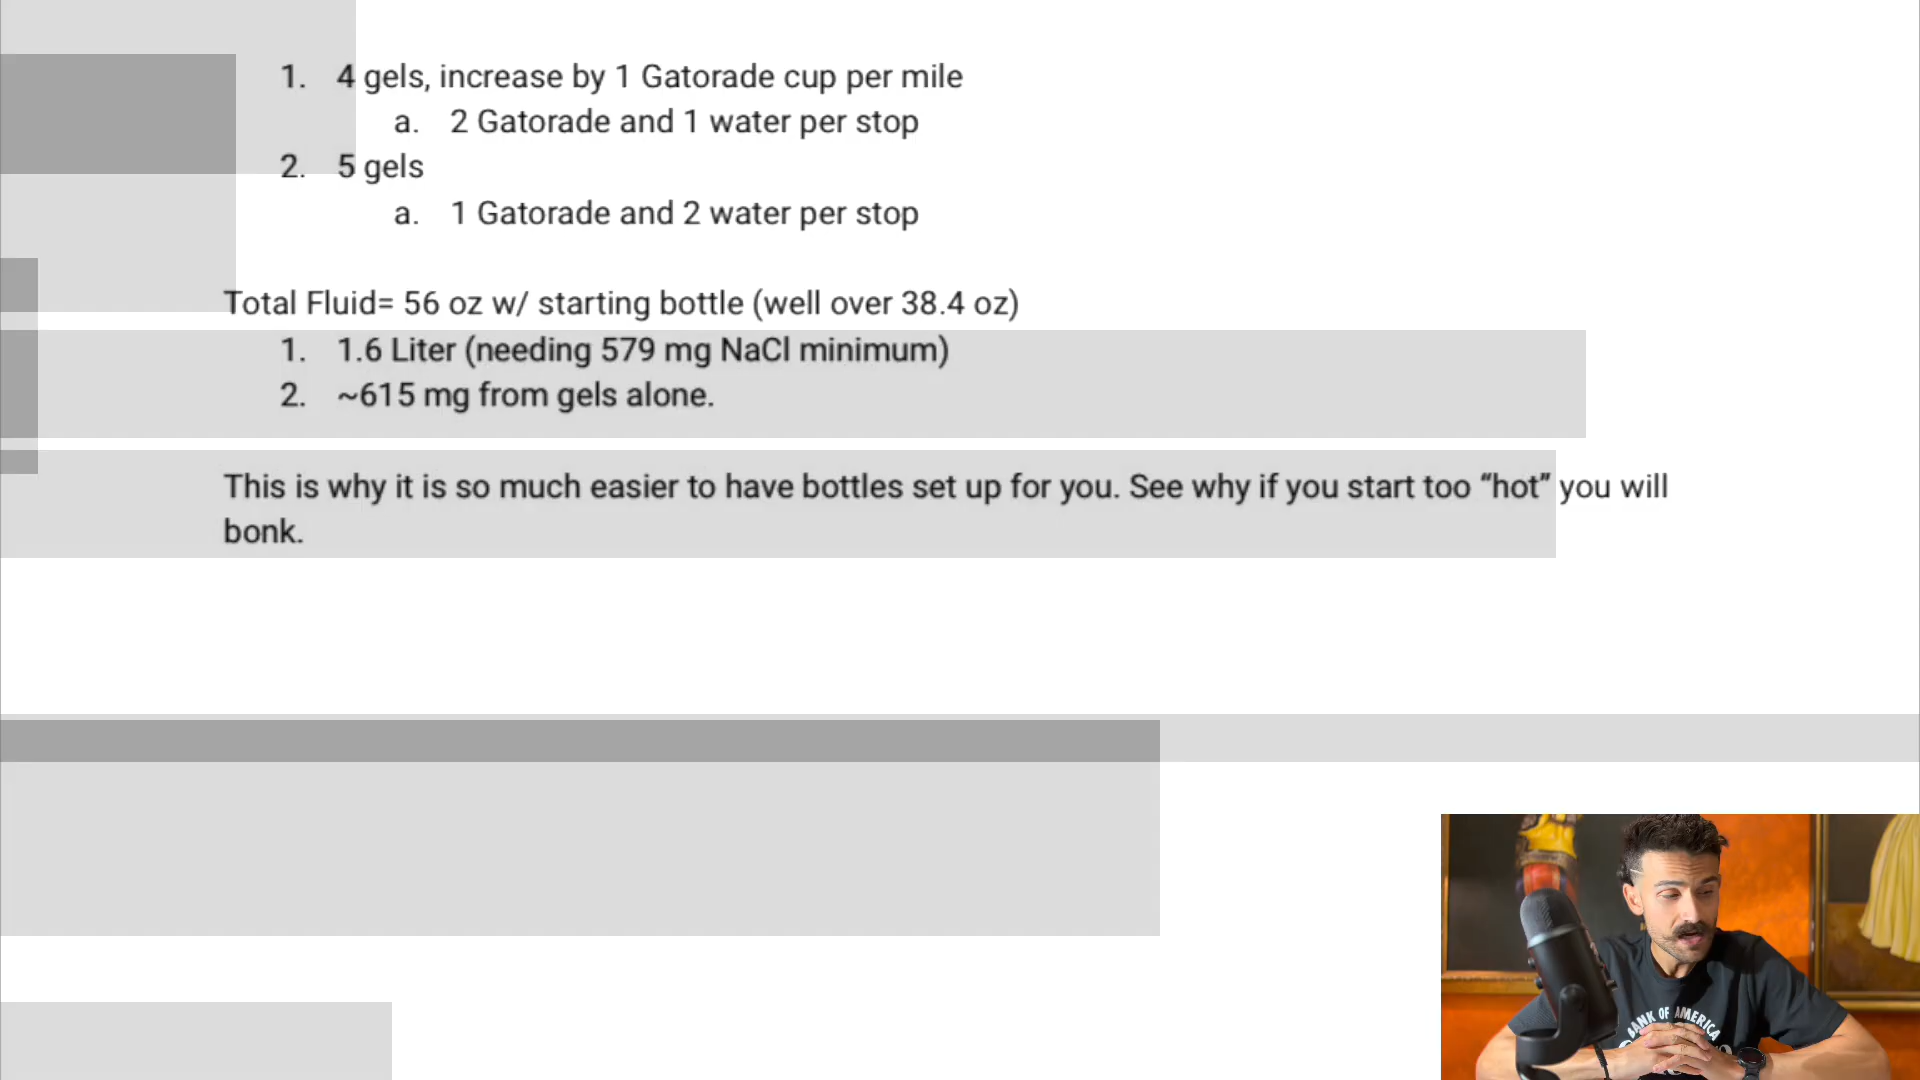 1. 4 gels, increase by 1 Gatorade cup per mile
a. 2 Gatorade and 1 water per stop
2. 5 gels
a. 1 Gatorade and 2 water per stop
Total Fluid= 56 oz w/ starting bottle (well over 38.4 oz)
1. 1.6 Liter (needing 579 mg NaCl minimum)
2. ~615 mg from gels alone.
This is why it is so much easier to have bottles set up for you. See why if you start too “hot” you will
bonk.
BANK OF AMERICA